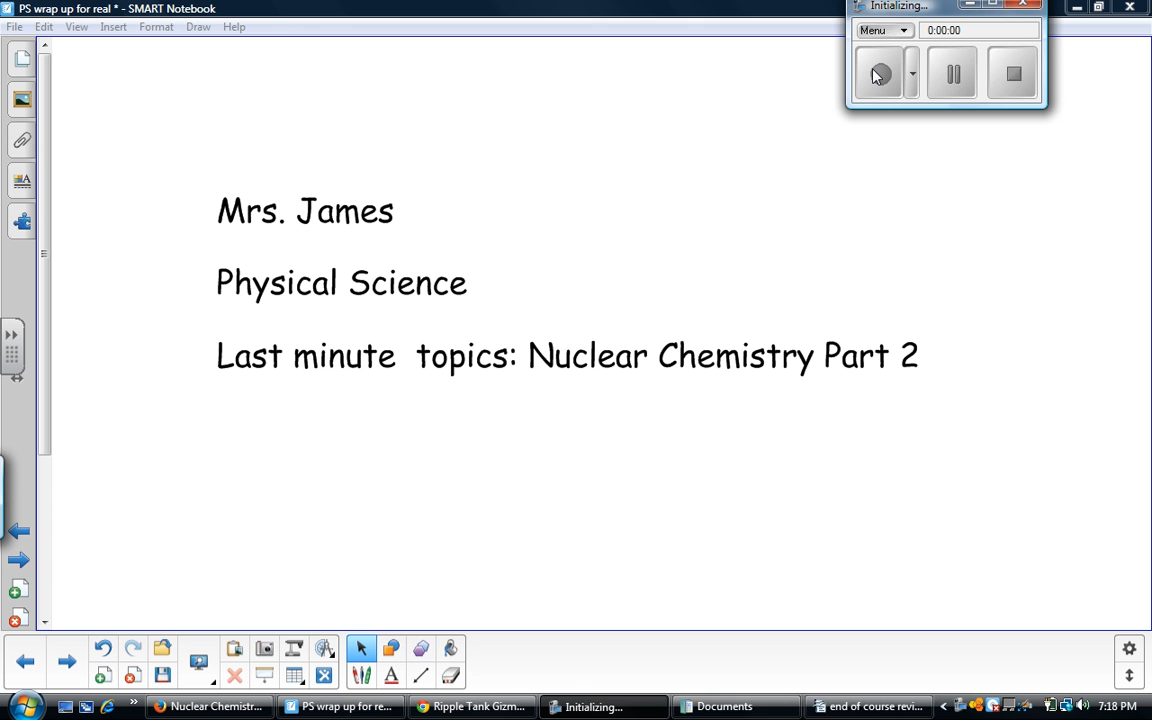 PS wrap up for real * - SMART Notebook
Initializing...
File Edit View Insert Format Draw Help
Menu 0:00:00
Mrs. James
Physical Science
Last minute topics: Nuclear Chemistry Part 2
Nuclear Chemistr... PS wrap up for re... Ripple Tank Gizm... Initializing... Documents end of course revi... 7:18 PM